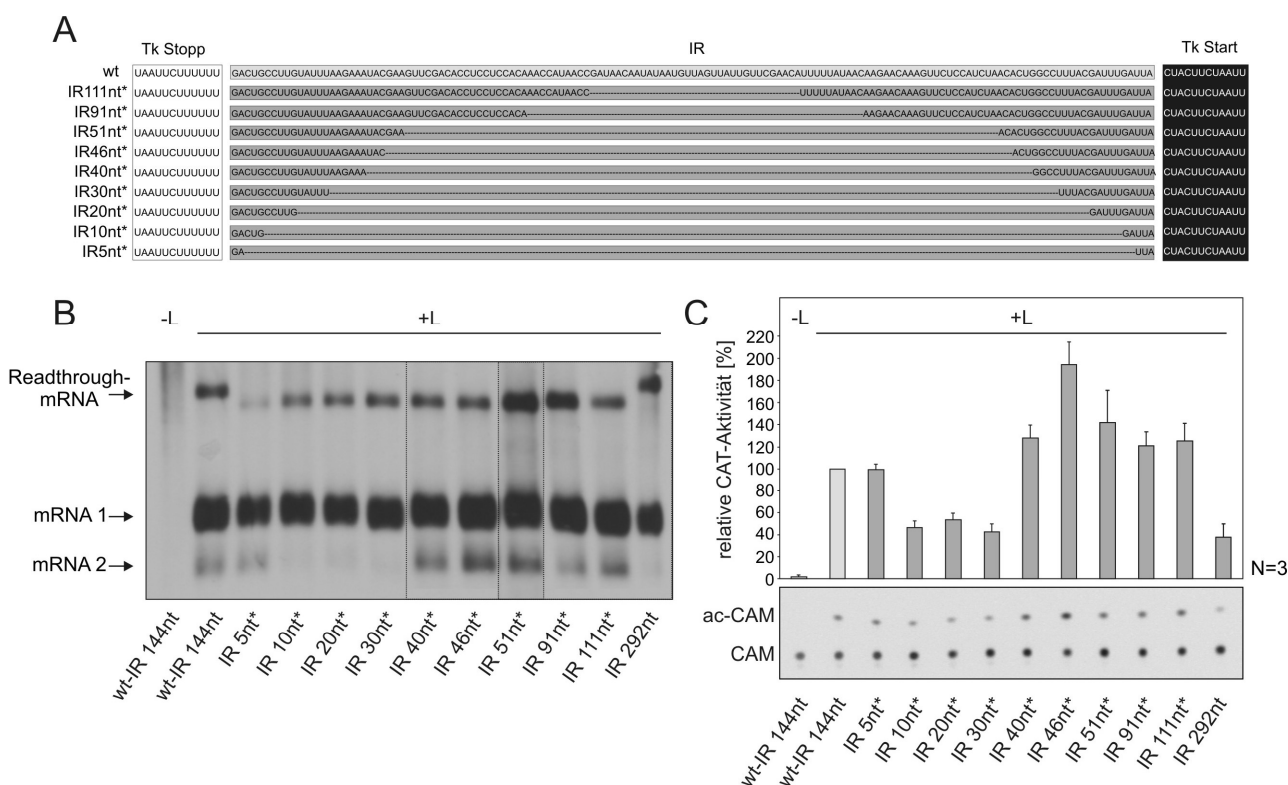 A
Tk Stopp IR Tk Start
wt UAAUUCUUUUUU GACUGCCUUGUAUUUAAGAAAUACGAAGUUCGACACCUCCUCCACAAACCAUAACCGAUAACAAUAUAAUGUUAGUUAUUGUUCGAACAUUUUUAUAACAAGAACAAAGUUCUCCAUCUAACACUGGCCUUUACGAUUUGAUUA CUACUUCUAAUU
IR111nt* UAAUUCUUUUUU GACUGCCUUGUAUUUAAGAAAUACGAAGUUCGACACCUCCUCCACAAACCAUAACC---------------------------------UUUUUAUAACAAGAACAAAGUUCUCCAUCUAACACUGGCCUUUACGAUUUGAUUA CUACUUCUAAUU
IR91nt* UAAUUCUUUUUU GACUGCCUUGUAUUUAAGAAAUACGAAGUUCGACACCUCCUCCACA-----------------------------------------------------AAGAACAAAGUUCUCCAUCUAACACUGGCCUUUACGAUUUGAUUA CUACUUCUAAUU
IR51nt* UAAUUCUUUUUU GACUGCCUUGUAUUUAAGAAAUACGAA---------------------------------------------------------------------------------------------ACACUGGCCUUUACGAUUUGAUUA CUACUUCUAAUU
IR46nt* UAAUUCUUUUUU GACUGCCUUGUAUUUAAGAAAUAC--------------------------------------------------------------------------------------------------ACUGGCCUUUACGAUUUGAUUA CUACUUCUAAUU
IR40nt* UAAUUCUUUUUU GACUGCCUUGUAUUUAAGAAA--------------------------------------------------------------------------------------------------------GGCCUUUACGAUUUGAUUA CUACUUCUAAUU
IR30nt* UAAUUCUUUUUU GACUGCCUUGUAUUU------------------------------------------------------------------------------------------------------------------UUUACGAUUUGAUUA CUACUUCUAAUU
IR20nt* UAAUUCUUUUUU GACUGCCUUG----------------------------------------------------------------------------------------------------------------------------GAUUUGAUUA CUACUUCUAAUU
IR10nt* UAAUUCUUUUUU GACUG--------------------------------------------------------------------------------------------------------------------------------------GAUUA CUACUUCUAAUU
IR5nt* UAAUUCUUUUUU GA-------------------------------------------------------------------------------------------------------------------------------------------UUA CUACUUCUAAUU
B
-L +L
Readthrough-
mRNA
mRNA 1
mRNA 2
wt-IR 144nt
wt-IR 144nt
IR 5nt*
IR 10nt*
IR 20nt*
IR 30nt*
IR 40nt*
IR 46nt*
IR 51nt*
IR 91nt*
IR 111nt*
IR 292nt
C
-L +L
relative CAT-Aktivität [%]
220
200
180
160
140
120
100
80
60
40
20
0
N=3
ac-CAM
CAM
wt-IR 144nt
wt-IR 144nt
IR 5nt*
IR 10nt*
IR 20nt*
IR 30nt*
IR 40nt*
IR 46nt*
IR 51nt*
IR 91nt*
IR 111nt*
IR 292nt